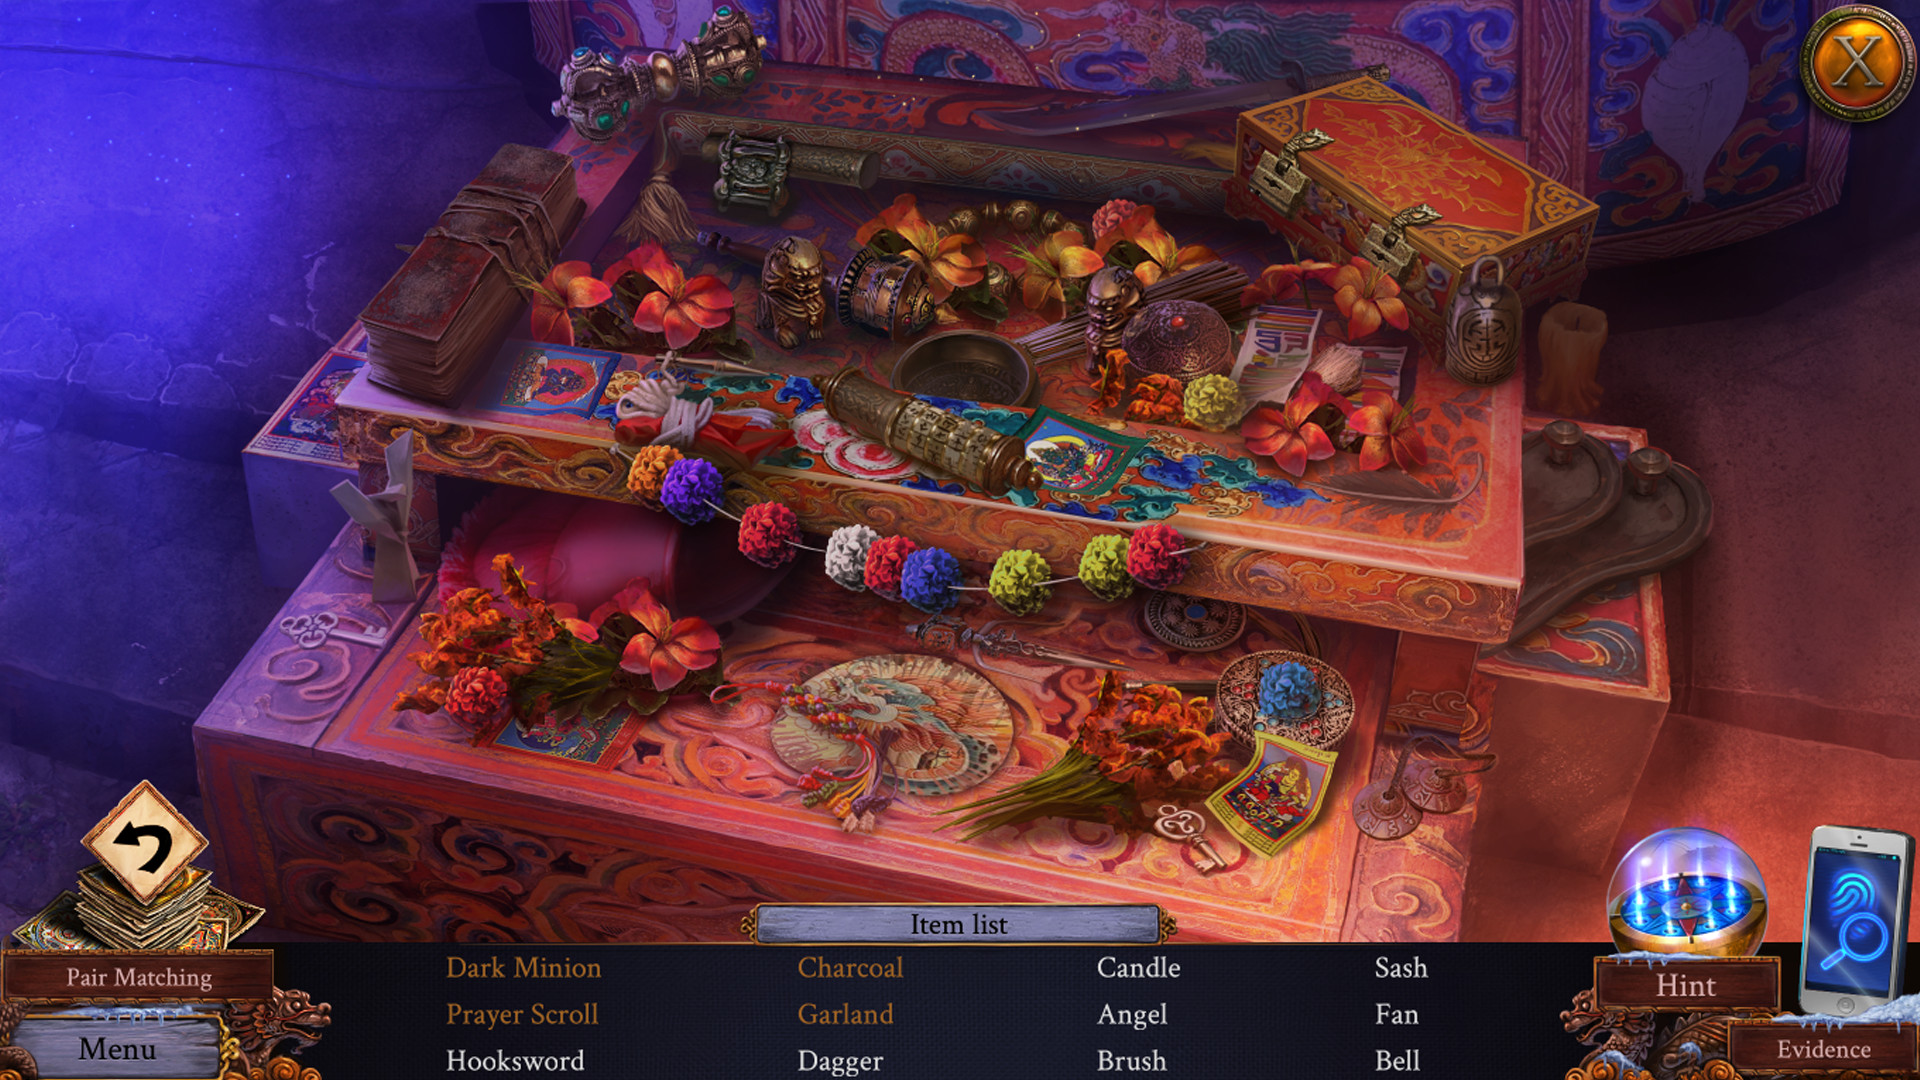 X
Item list
Pair Matching
Menu
Dark Minion
Charcoal
Candle
Sash
Prayer Scroll
Garland
Angel
Fan
Hooksword
Dagger
Brush
Bell
Hint
Evidence